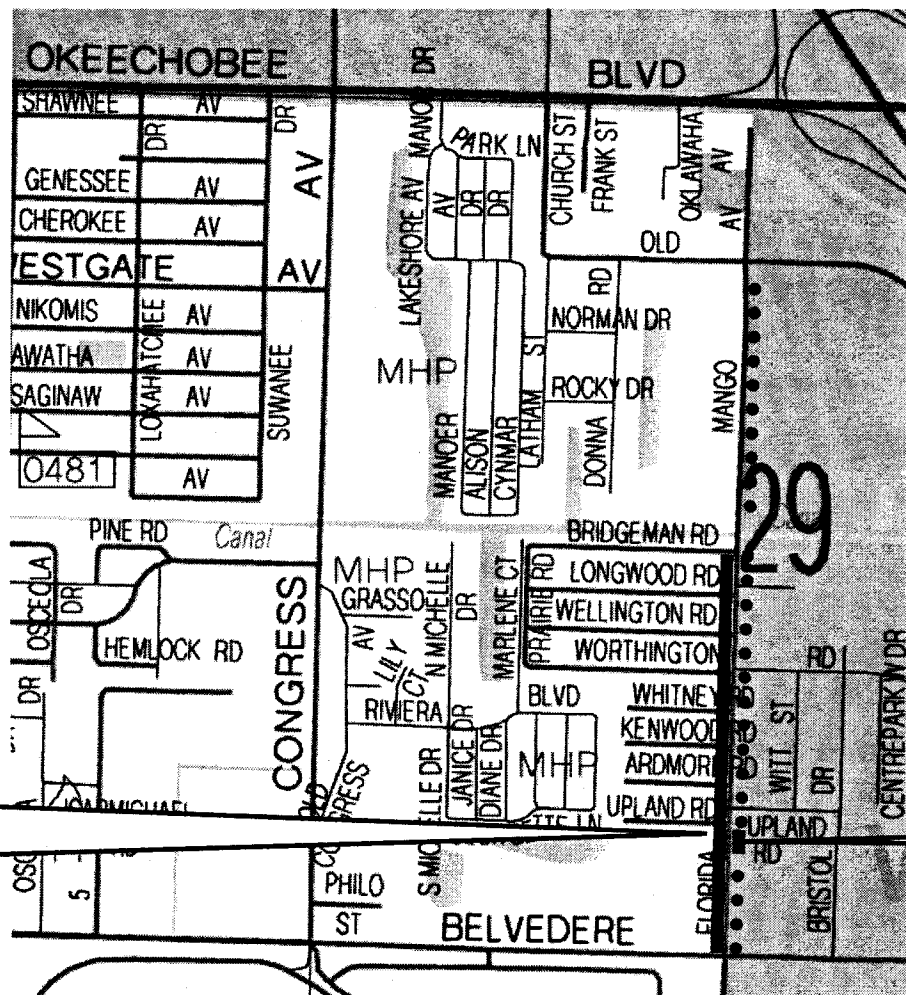 OKEECHOBEE BLVD
SHAWNEE AV
DR
DR
AV
GENESSEE AV
CHEROKEE AV
WESTGATE AV
NIKOMIS AV
AWATHA AV
SAGINAW AV
AV
LOKAHATCHEE
SUWANEE
0481
MANOR DR
PARK LN
LAKESHORE AV
AV
DR
DR
CHURCH ST
FRANK ST
OKLAWAHA AV
AV
OLD
RD
NORMAN DR
ROCKY DR
DONNA
MANGO
MHP
MANOER
ALISON
CYNMAR
LATHAM ST
29
PINE RD
Canal
BRIDGEMAN RD
LONGWOOD RD
WELLINGTON RD
WORTHINGTON RD
PRAIRIE RD
MARLENE CT
MHP
GRASSO
AV
N MICHELLE DR
LILY CT
RIVIERA BLVD
OSCEOLA DR
HEMLOCK RD
CONGRESS
DR
WHITNEY RD
KENWOOD RD
ARDMORE RD
UPLAND RD
UPLAND RD
JANICE DR
DIANE DR
MHP
WITT ST
DR
BRISTOL
CENTREPARK W DR
CARMICHAEL
OLD
S MICHELLE DR
FLORIDA
OSC
5
PHILO ST
BELVEDERE